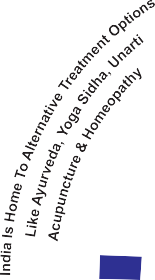 India Is Home To Alternative Treatment Options
Like Ayurveda, Yoga Sidha, Unarti
Acupuncture & Homeopathy